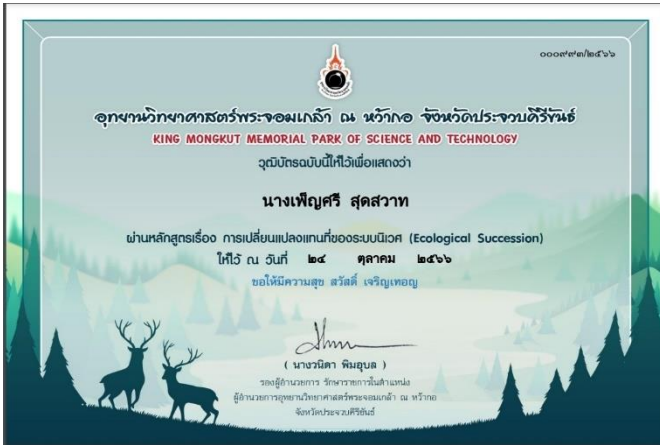 ๐๐๐๙๙๓/๒๕๖๖
อุทยานวิทยาศาสตร์พระจอมเกล้า ณ หว้ากอ จังหวัดประจวบคีรีขันธ์
KING MONGKUT MEMORIAL PARK OF SCIENCE AND TECHNOLOGY
วุฒิบัตรฉบับนี้ให้ไว้เพื่อแสดงว่า
นางเพ็ญศรี สุดสวาท
ผ่านหลักสูตรเรื่อง การเปลี่ยนแปลงแทนที่ของระบบนิเวศ (Ecological Succession)
ให้ไว้ ณ วันที่ ๒๔ ตุลาคม ๒๕๖๖
ขอให้มีความสุข สวัสดิ์ เจริญเทอญ
( นางวนิดา พิมอุบล )
รองผู้อำนวยการ รักษาราชการในตำแหน่ง
ผู้อำนวยการอุทยานวิทยาศาสตร์พระจอมเกล้า ณ หว้ากอ
จังหวัดประจวบคีรีขันธ์